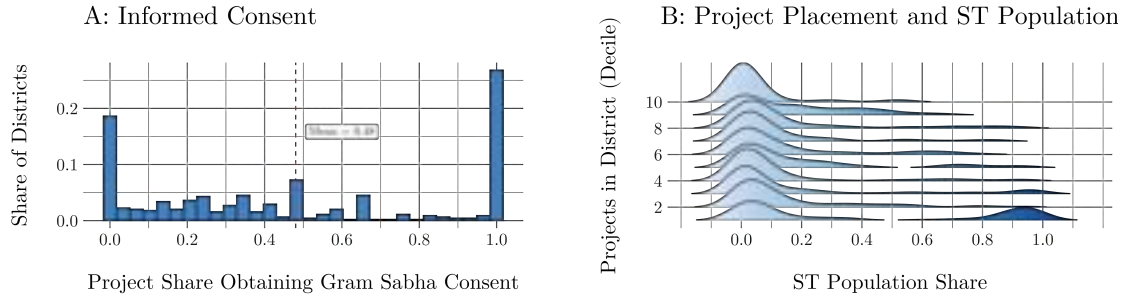 A: Informed Consent
Share of Districts
0.2
0.1
0.0
0.0 0.2 0.4 0.6 0.8 1.0
Project Share Obtaining Gram Sabha Consent
B: Project Placement and ST Population
Projects in District (Decile)
10
8
6
4
2
0.0 0.2 0.4 0.6 0.8 1.0
ST Population Share